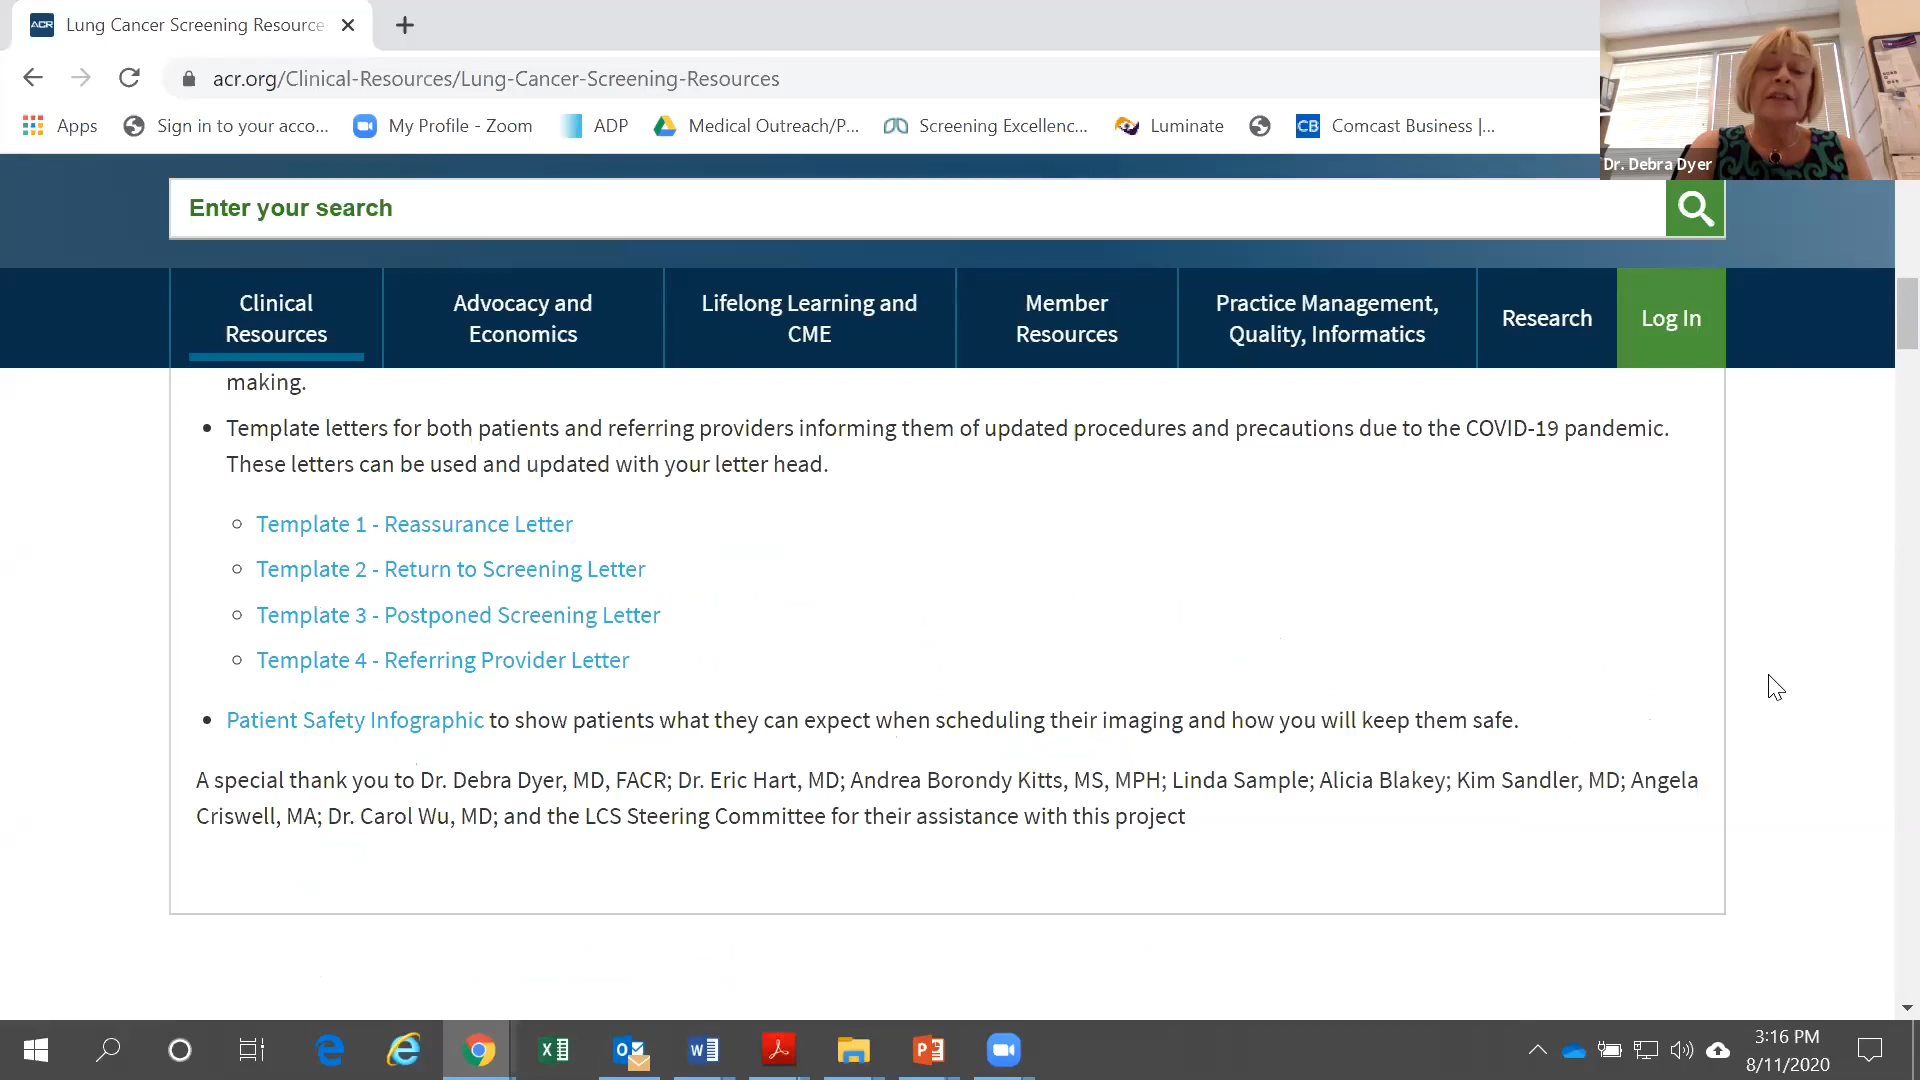 ACR
Lung Cancer Screening Resource
acr.org/Clinical-Resources/Lung-Cancer-Screening-Resources
Apps
Sign in to your acco...
My Profile - Zoom
ADP
Medical Outreach/P...
Screening Excellenc...
Luminate
CB
Comcast Business |...
Dr. Debra Dyer
Enter your search
Clinical
Resources
Advocacy and
Economics
Lifelong Learning and
CME
Member
Resources
Practice Management,
Quality, Informatics
Research
Log In
making.
Template letters for both patients and referring providers informing them of updated procedures and precautions due to the COVID-19 pandemic.
These letters can be used and updated with your letter head.
Template 1 - Reassurance Letter
Template 2 - Return to Screening Letter
Template 3 - Postponed Screening Letter
Template 4 - Referring Provider Letter
Patient Safety Infographic to show patients what they can expect when scheduling their imaging and how you will keep them safe.
A special thank you to Dr. Debra Dyer, MD, FACR; Dr. Eric Hart, MD; Andrea Borondy Kitts, MS, MPH; Linda Sample; Alicia Blakey; Kim Sandler, MD; Angela
Criswell, MA; Dr. Carol Wu, MD; and the LCS Steering Committee for their assistance with this project
3:16 PM
8/11/2020